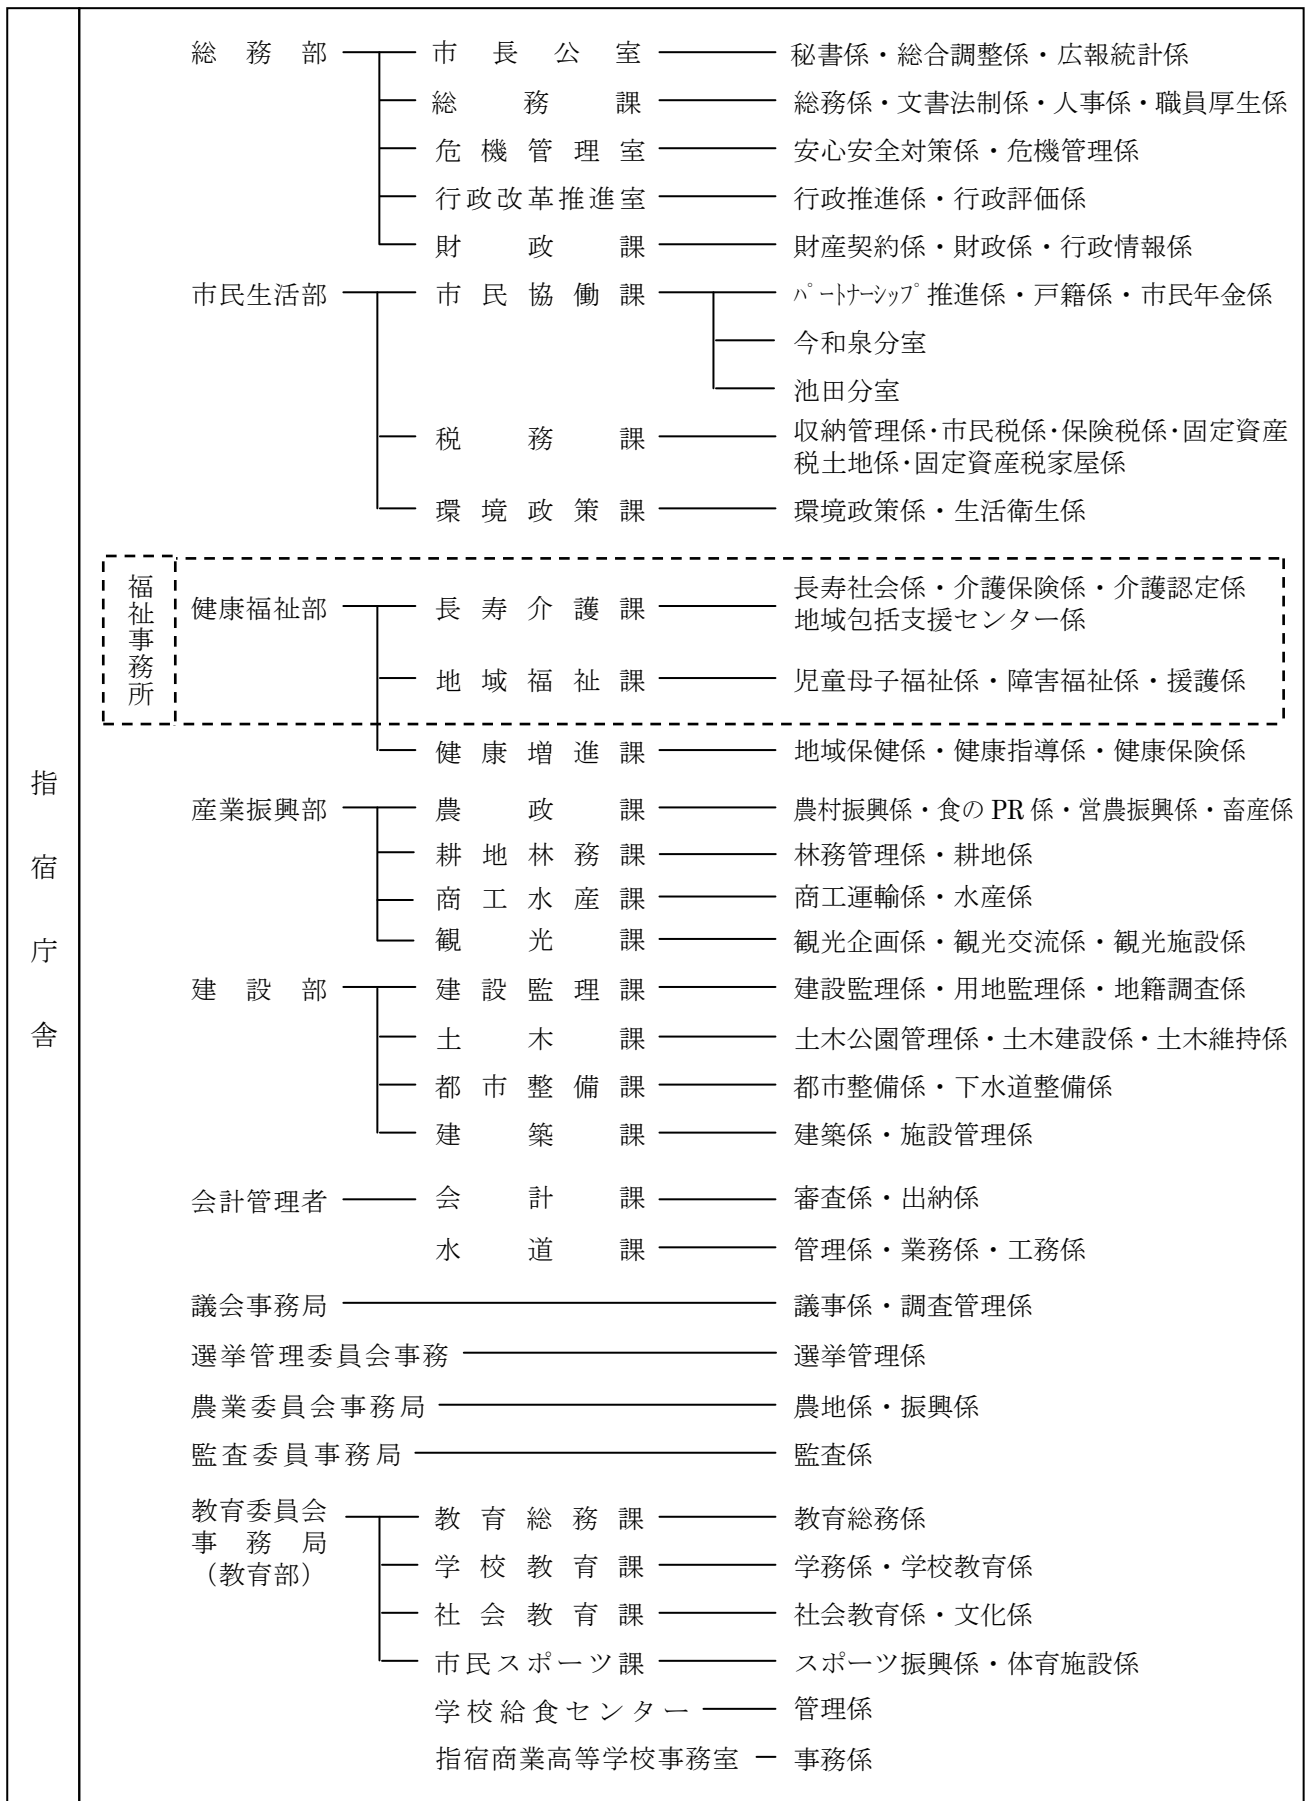 指宿庁舎
総務部 市長公室 秘書係・総合調整係・広報統計係
総務課 総務係・文書法制係・人事係・職員厚生係
危機管理室 安心安全対策係・危機管理係
行政改革推進室 行政推進係・行政評価係
財政課 財産契約係・財政係・行政情報係
市民生活部 市民協働課 パートナーシップ推進係・戸籍係・市民年金係
今和泉分室
池田分室
税務課 収納管理係・市民税係・保険税係・固定資産
税土地係・固定資産税家屋係
環境政策課 環境政策係・生活衛生係
福祉事務所
健康福祉部 長寿介護課 長寿社会係・介護保険係・介護認定係
地域包括支援センター係
地域福祉課 児童母子福祉係・障害福祉係・援護係
健康増進課 地域保健係・健康指導係・健康保険係
産業振興部 農政課 農村振興係・食のPR係・営農振興係・畜産係
耕地林務課 林務管理係・耕地係
商工水産課 商工運輸係・水産係
観光課 観光企画係・観光交流係・観光施設係
建設部 建設監理課 建設監理係・用地監理係・地籍調査係
土木課 土木公園管理係・土木建設係・土木維持係
都市整備課 都市整備係・下水道整備係
建築課 建築係・施設管理係
会計管理者 会計課 審査係・出納係
水道課 管理係・業務係・工務係
議会事務局 議事係・調査管理係
選挙管理委員会事務 選挙管理係
農業委員会事務局 農地係・振興係
監査委員事務局 監査係
教育委員会
事務局
（教育部）
教育総務課 教育総務係
学校教育課 学務係・学校教育係
社会教育課 社会教育係・文化係
市民スポーツ課 スポーツ振興係・体育施設係
学校給食センター 管理係
指宿商業高等学校事務室 事務係